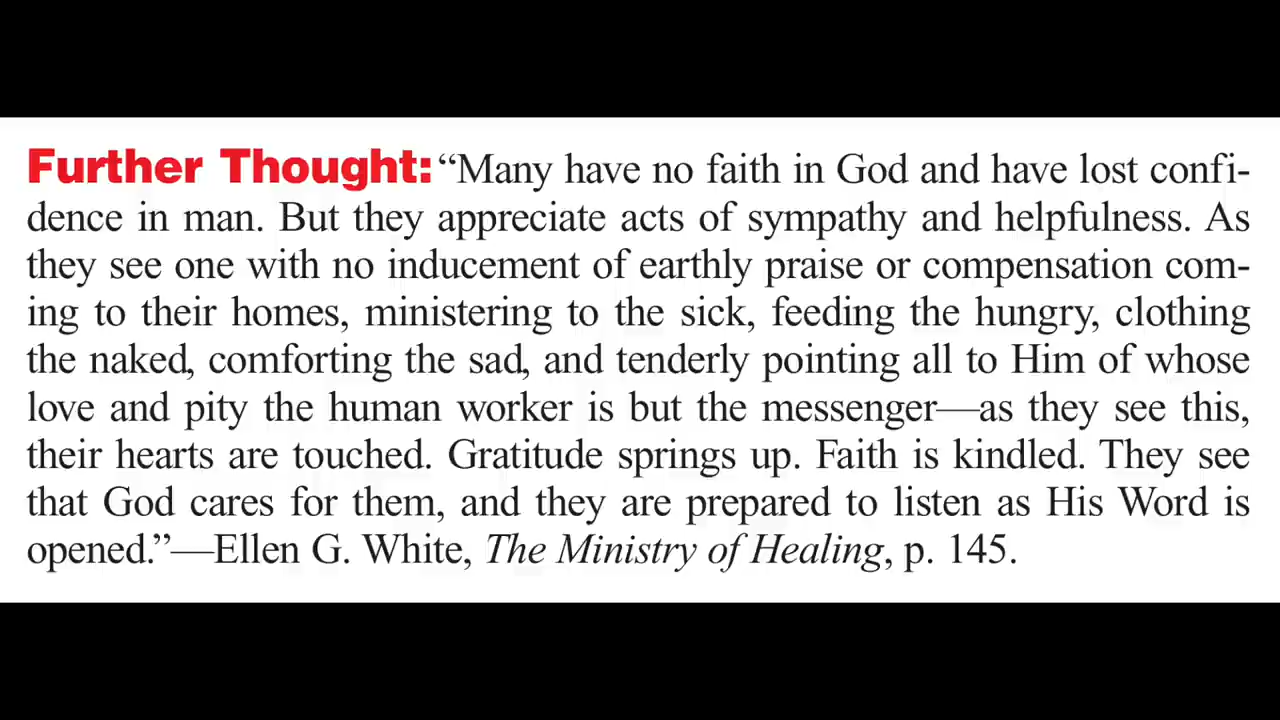 Further Thought: “Many have no faith in God and have lost confi-
dence in man. But they appreciate acts of sympathy and helpfulness. As
they see one with no inducement of earthly praise or compensation com-
ing to their homes, ministering to the sick, feeding the hungry, clothing
the naked, comforting the sad, and tenderly pointing all to Him of whose
love and pity the human worker is but the messenger—as they see this,
their hearts are touched. Gratitude springs up. Faith is kindled. They see
that God cares for them, and they are prepared to listen as His Word is
opened.”—Ellen G. White, The Ministry of Healing, p. 145.